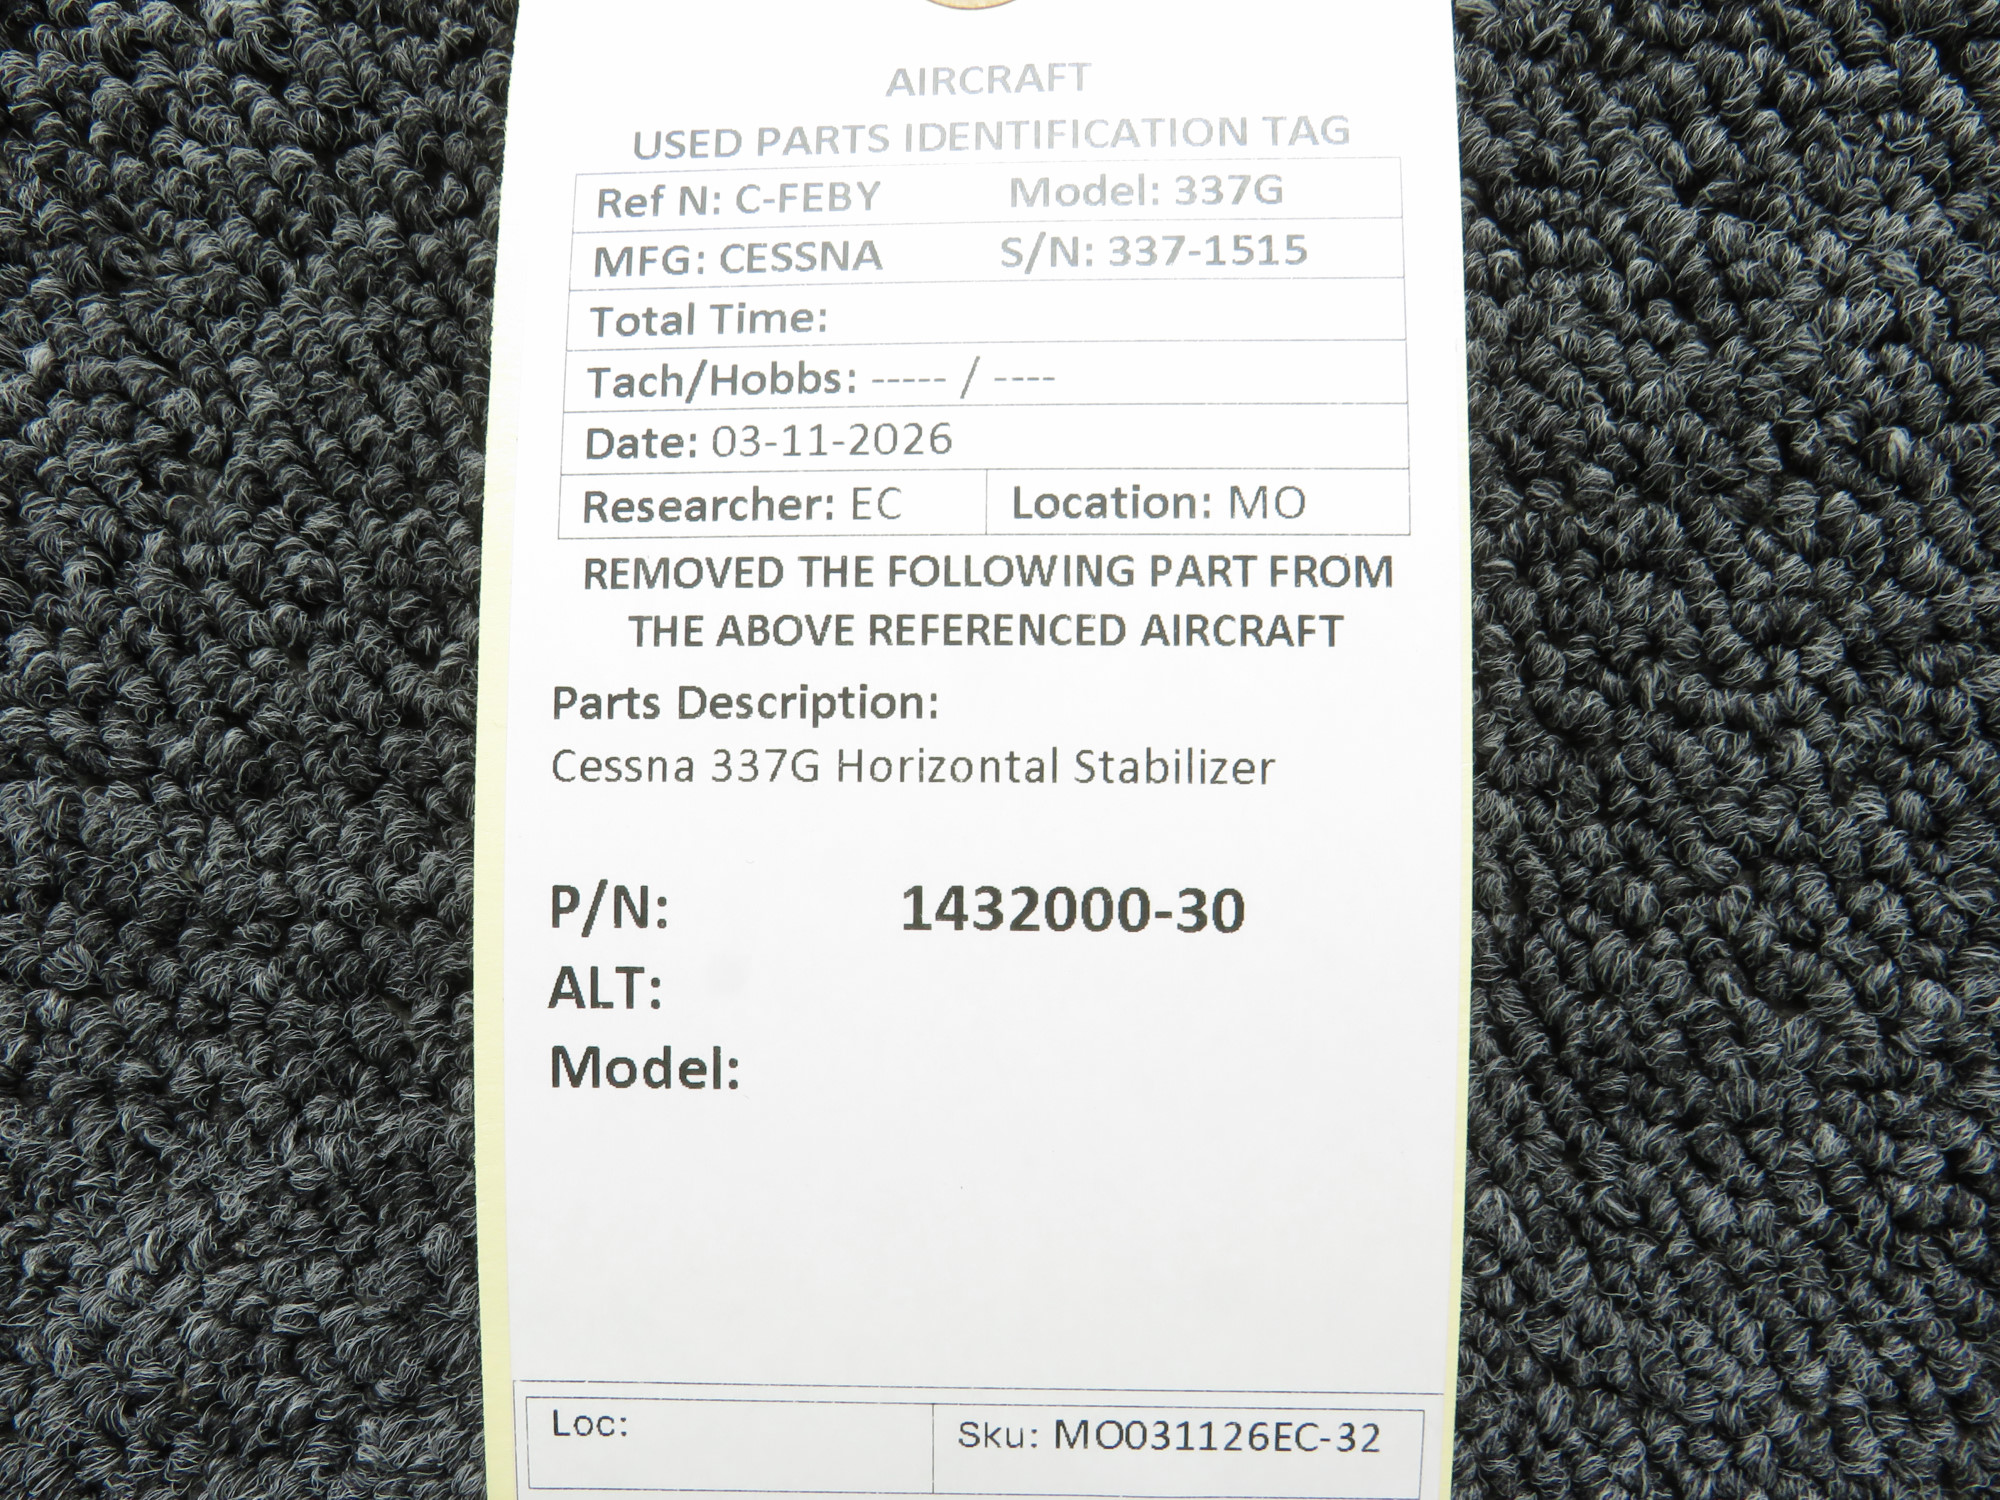 AIRCRAFT
USED PARTS IDENTIFICATION TAG
Ref N: C-FEBY Model: 337G
MFG: CESSNA S/N: 337-1515
Total Time:
Tach/Hobbs: ----- / ----
Date: 03-11-2026
Researcher: EC Location: MO
REMOVED THE FOLLOWING PART FROM
THE ABOVE REFERENCED AIRCRAFT
Parts Description:
Cessna 337G Horizontal Stabilizer
P/N: 1432000-30
ALT:
Model:
Loc: Sku: MO031126EC-32